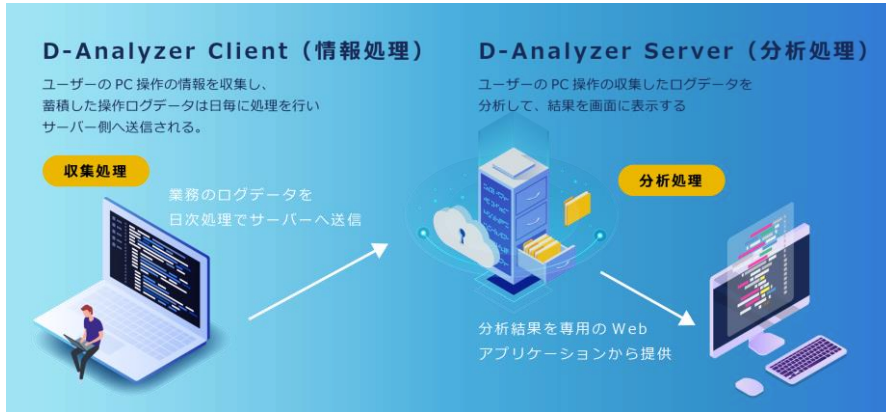 D-Analyzer Client（情報処理）
ユーザーの PC 操作の情報を収集し、
蓄積した操作ログデータは日毎に処理を行い
サーバー側へ送信される。
収集処理
業務のログデータを
日次処理でサーバーへ送信
D-Analyzer Server（分析処理）
ユーザーの PC 操作の収集したログデータを
分析して、結果を画面に表示する
分析処理
分析結果を専用の Web
アプリケーションから提供